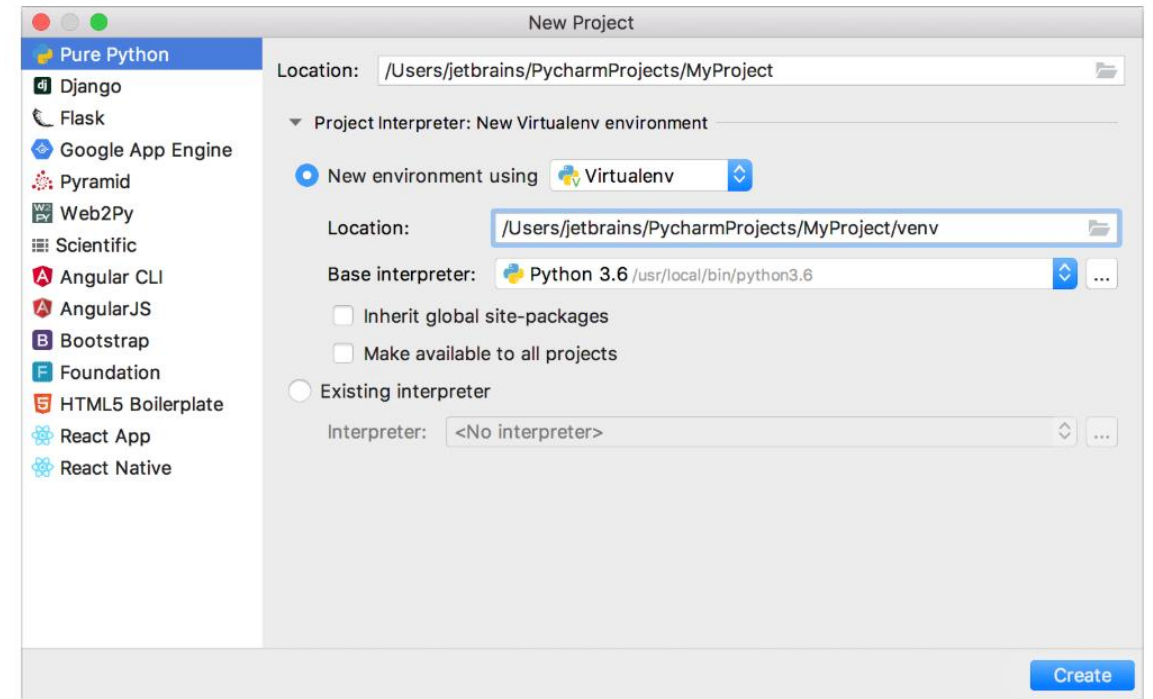 New Project
Pure Python
Django
Flask
Google App Engine
Pyramid
Web2Py
Scientific
Angular CLI
AngularJS
Bootstrap
Foundation
HTML5 Boilerplate
React App
React Native
Location: /Users/jetbrains/PycharmProjects/MyProject
Project Interpreter: New Virtualenv environment
New environment using Virtualenv
Location: /Users/jetbrains/PycharmProjects/MyProject/venv
Base interpreter: Python 3.6 /usr/local/bin/python3.6 ...
Inherit global site-packages
Make available to all projects
Existing interpreter
Interpreter: <No interpreter> ...
Create